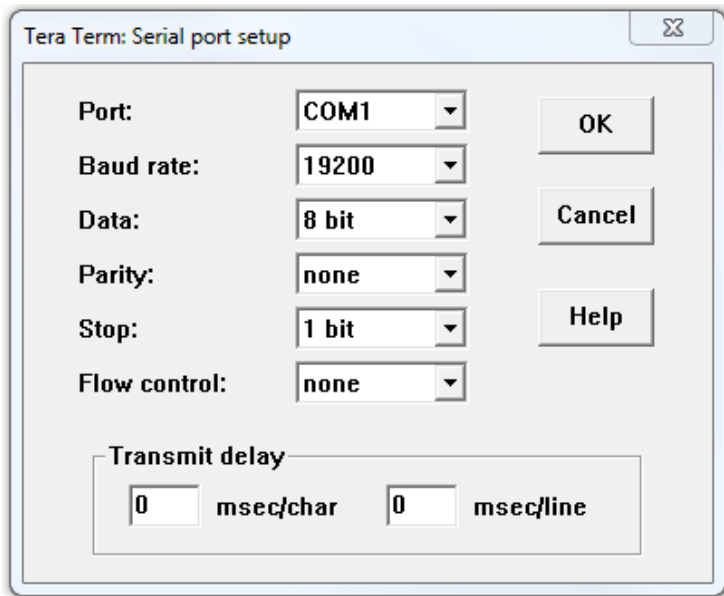 Tera Term: Serial port setup
Port: COM1 OK
Baud rate: 19200
Data: 8 bit Cancel
Parity: none
Stop: 1 bit Help
Flow control: none
Transmit delay
0 msec/char 0 msec/line